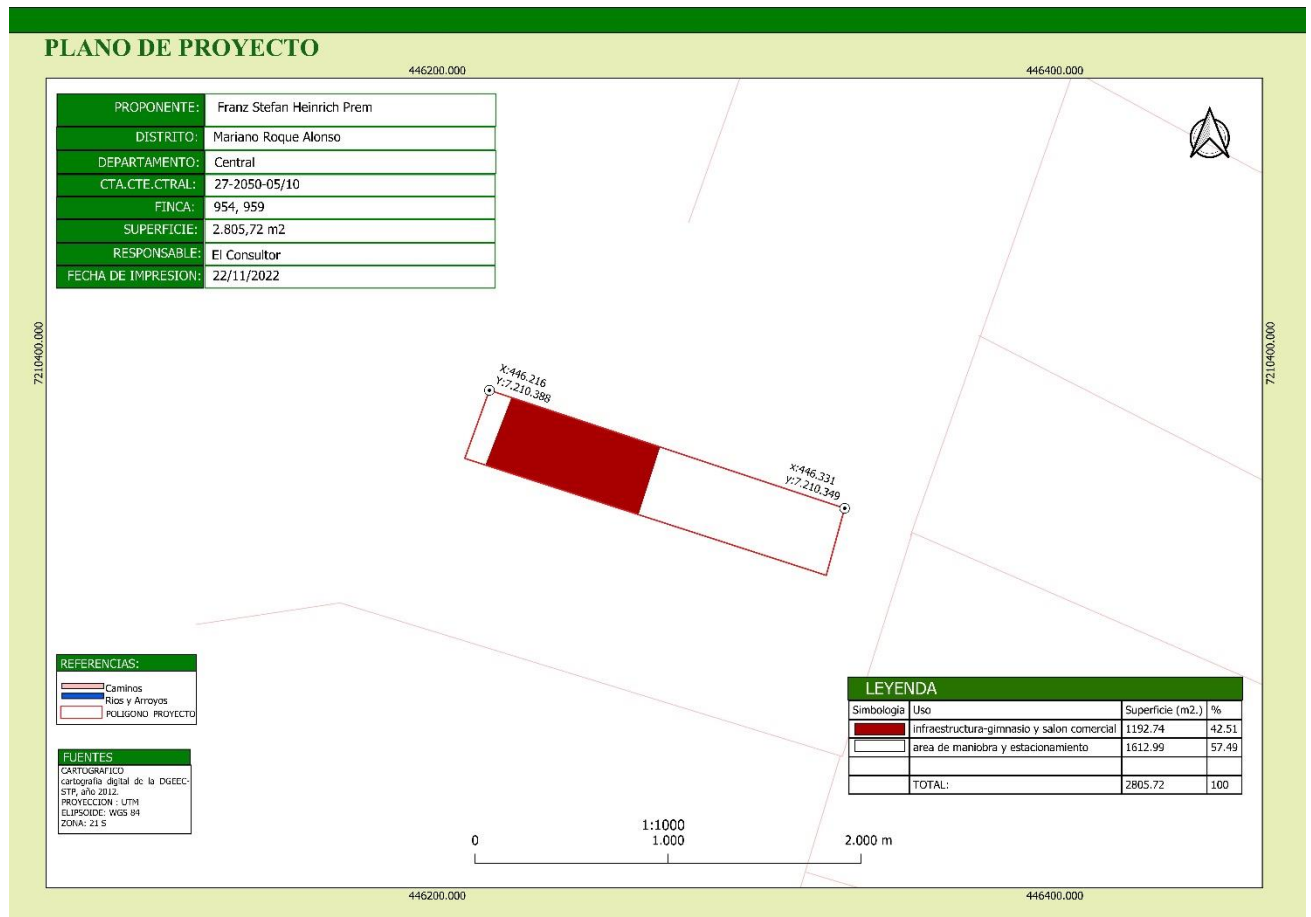 PLANO DE PROYECTO
446200.000
446400.000
PROPONENTE: Franz Stefan Heinrich Prem
DISTRITO: Mariano Roque Alonso
DEPARTAMENTO: Central
CTA.CTE.CTRAL: 27-2050-05/10
FINCA: 954, 959
SUPERFICIE: 2.805,72 m2
RESPONSABLE: El Consultor
FECHA DE IMPRESION: 22/11/2022
7210400.000
7210400.000
X:446.216
Y:7.210.388
x:446.331
y:7.210.349
REFERENCIAS:
Caminos
Rios y Arroyos
POLIGONO PROYECTO
FUENTES
CARTOGRAFICO
cartografia digital de la DGEEC-
STP, año 2012.
PROYECCION : UTM
ELIPSOIDE: WGS 84
ZONA: 21 S
LEYENDA
Simbologia Uso Superficie (m2.) %
infraestructura-gimnasio y salon comercial 1192.74 42.51
area de maniobra y estacionamiento 1612.99 57.49
TOTAL: 2805.72 100
1:1000
0 1.000 2.000 m
446200.000
446400.000